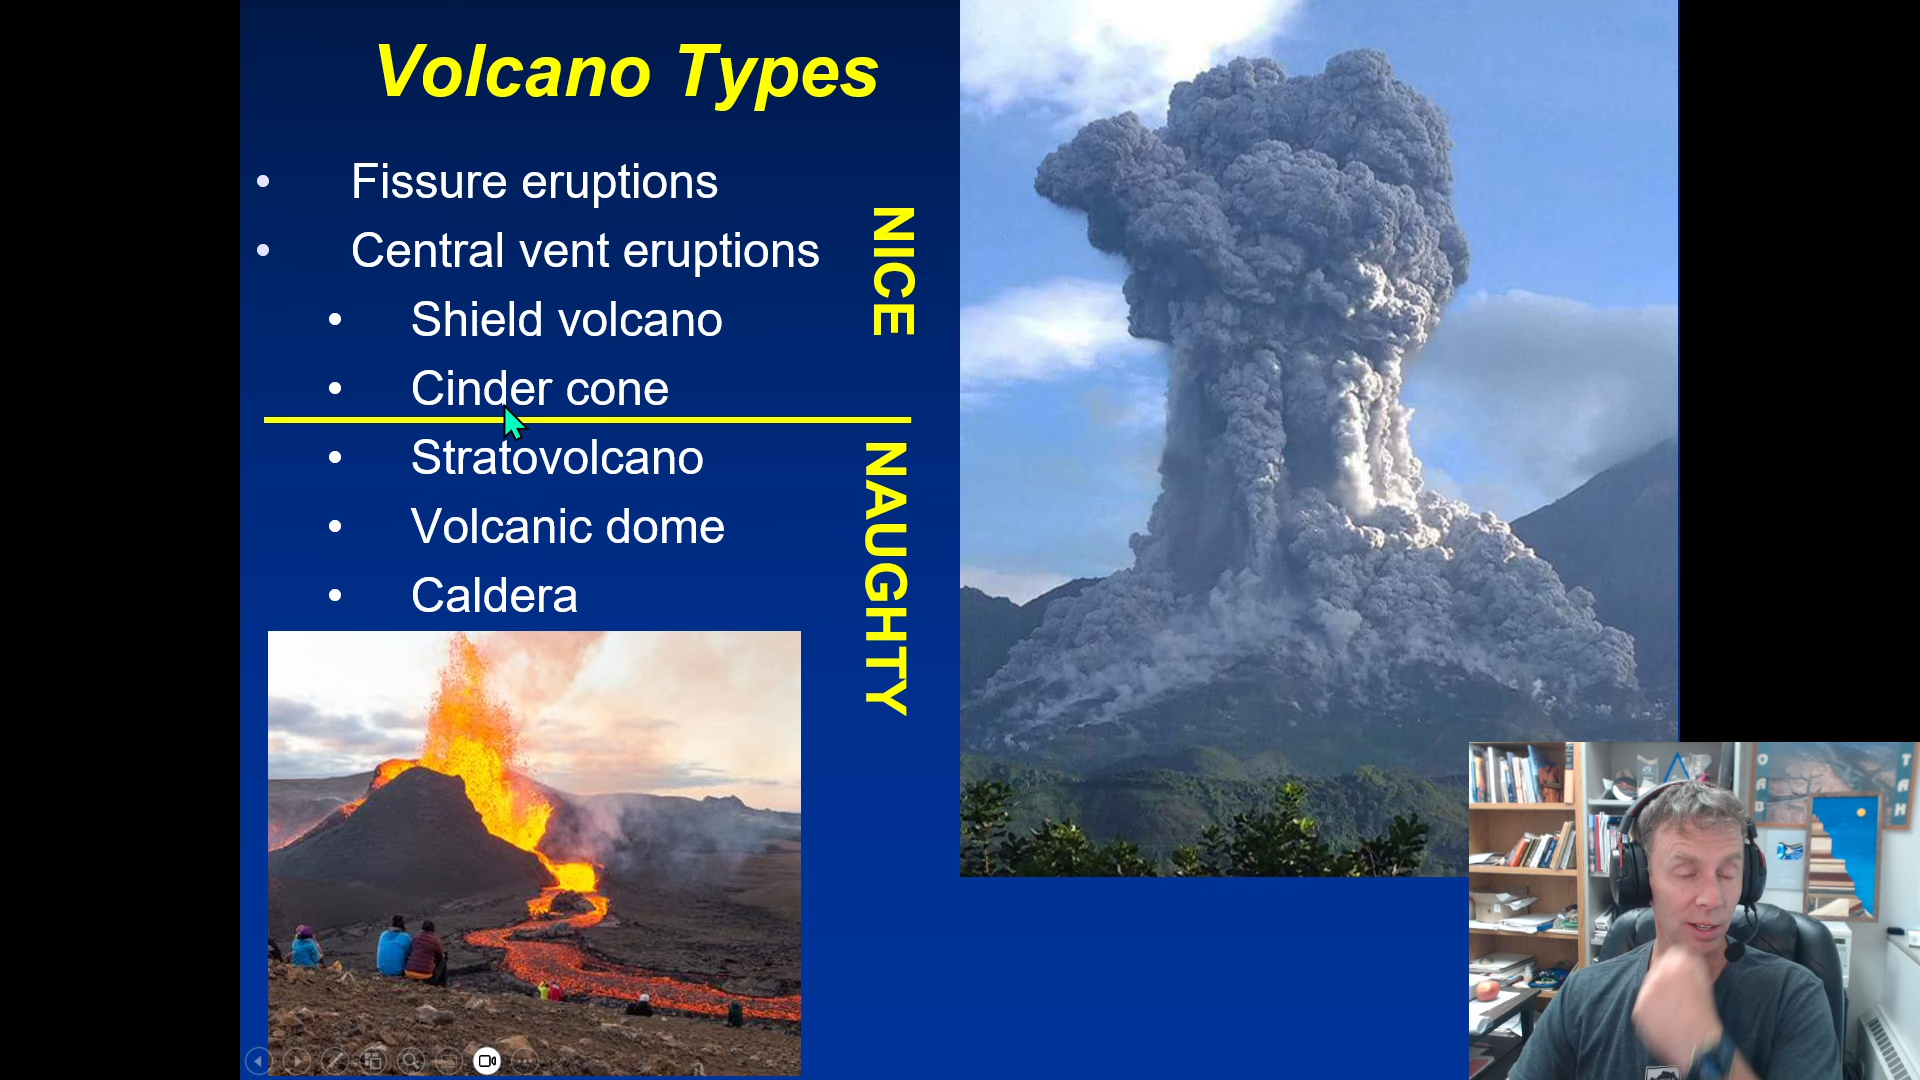 Volcano Types
• Fissure eruptions
• Central vent eruptions
• Shield volcano
• Cinder cone
• Stratovolcano
• Volcanic dome
• Caldera
NICE
NAUGHTY